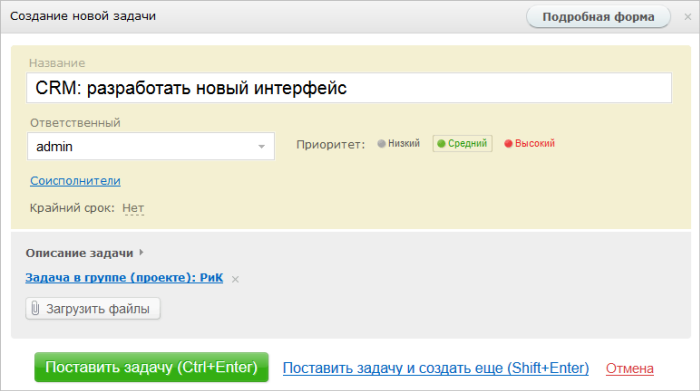 Создание новой задачи
Подробная форма
×
Название
CRM: разработать новый интерфейс
Ответственный
admin
Приоритет: Низкий Средний Высокий
Соисполнители
Крайний срок: Нет
Описание задачи
Задача в группе (проекте): РиК ×
Загрузить файлы
Поставить задачу (Ctrl+Enter) Поставить задачу и создать еще (Shift+Enter) Отмена